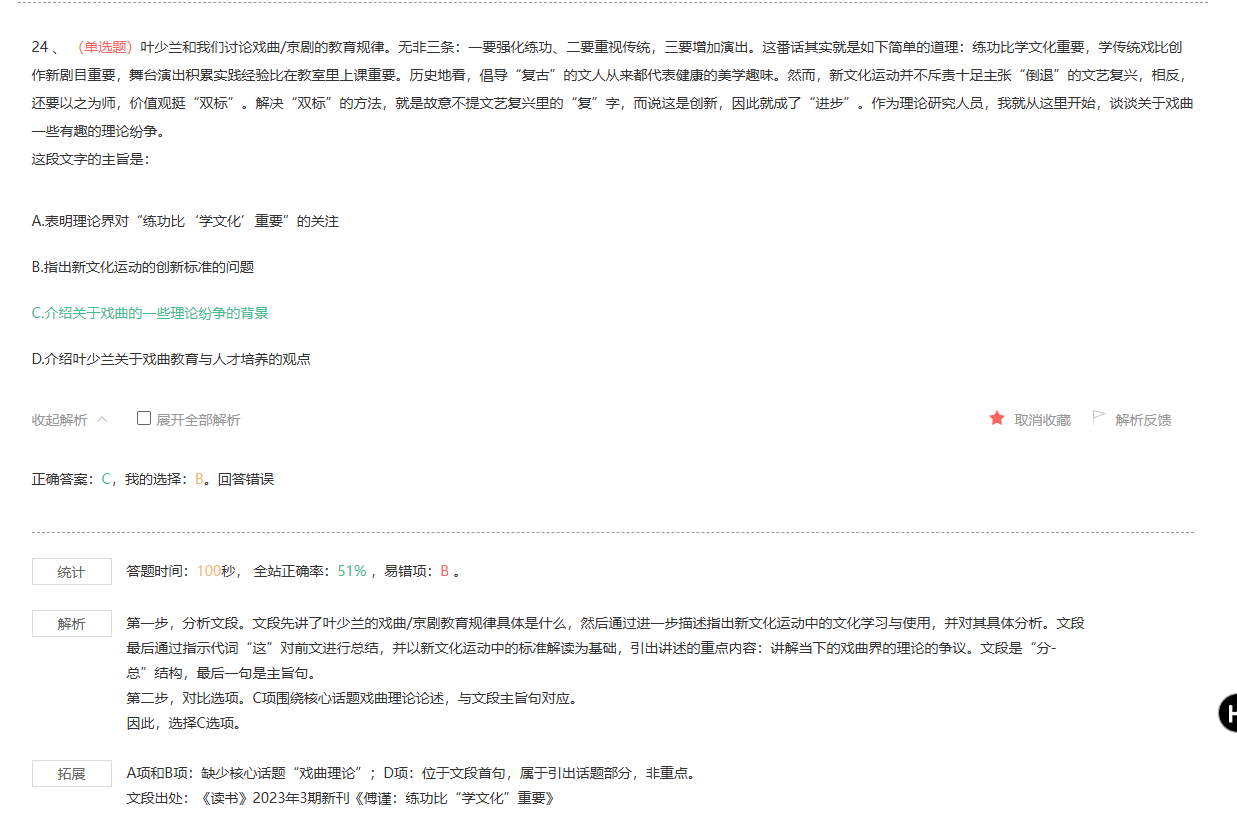 24 、 （单选题）叶少兰和我们讨论戏曲/京剧的教育规律。无非三条：一要强化练功、二要重视传统，三要增加演出。这番话其实就是如下简单的道理：练功比学文化重要，学传统戏比创
作新剧目重要，舞台演出积累实践经验比在教室里上课重要。历史地看，倡导“复古”的文人从来都代表健康的美学趣味。然而，新文化运动并不斥责十足主张“倒退”的文艺复兴，相反，
还要以之为师，价值观挺“双标”。解决“双标”的方法，就是故意不提文艺复兴里的“复”字，而说这是创新，因此就成了“进步”。作为理论研究人员，我就从这里开始，谈谈关于戏曲
一些有趣的理论纷争。
这段文字的主旨是：
A.表明理论界对“练功比‘学文化’重要”的关注
B.指出新文化运动的创新标准的问题
C.介绍关于戏曲的一些理论纷争的背景
D.介绍叶少兰关于戏曲教育与人才培养的观点
收起解析 展开全部解析 取消收藏 解析反馈
正确答案：C，我的选择：B。回答错误
统计 答题时间：100秒， 全站正确率：51% ，易错项：B 。
解析 第一步，分析文段。文段先讲了叶少兰的戏曲/京剧教育规律具体是什么，然后通过进一步描述指出新文化运动中的文化学习与使用，并对其具体分析。文段
最后通过指示代词“这”对前文进行总结，并以新文化运动中的标准解读为基础，引出讲述的重点内容：讲解当下的戏曲界的理论的争议。文段是“分-
总”结构，最后一句是主旨句。
第二步，对比选项。C项围绕核心话题戏曲理论论述，与文段主旨句对应。
因此，选择C选项。
拓展 A项和B项：缺少核心话题“戏曲理论”；D项：位于文段首句，属于引出话题部分，非重点。
文段出处：《读书》2023年3期新刊《傅谨：练功比“学文化”重要》
H